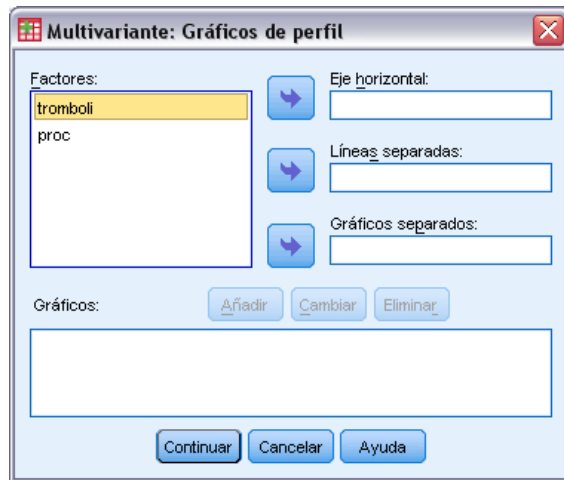 Multivariante: Gráficos de perfil
Factores:
tromboli
proc
Eje horizontal:
Líneas separadas:
Gráficos separados:
Gráficos:
Añadir
Cambiar
Eliminar
Continuar
Cancelar
Ayuda